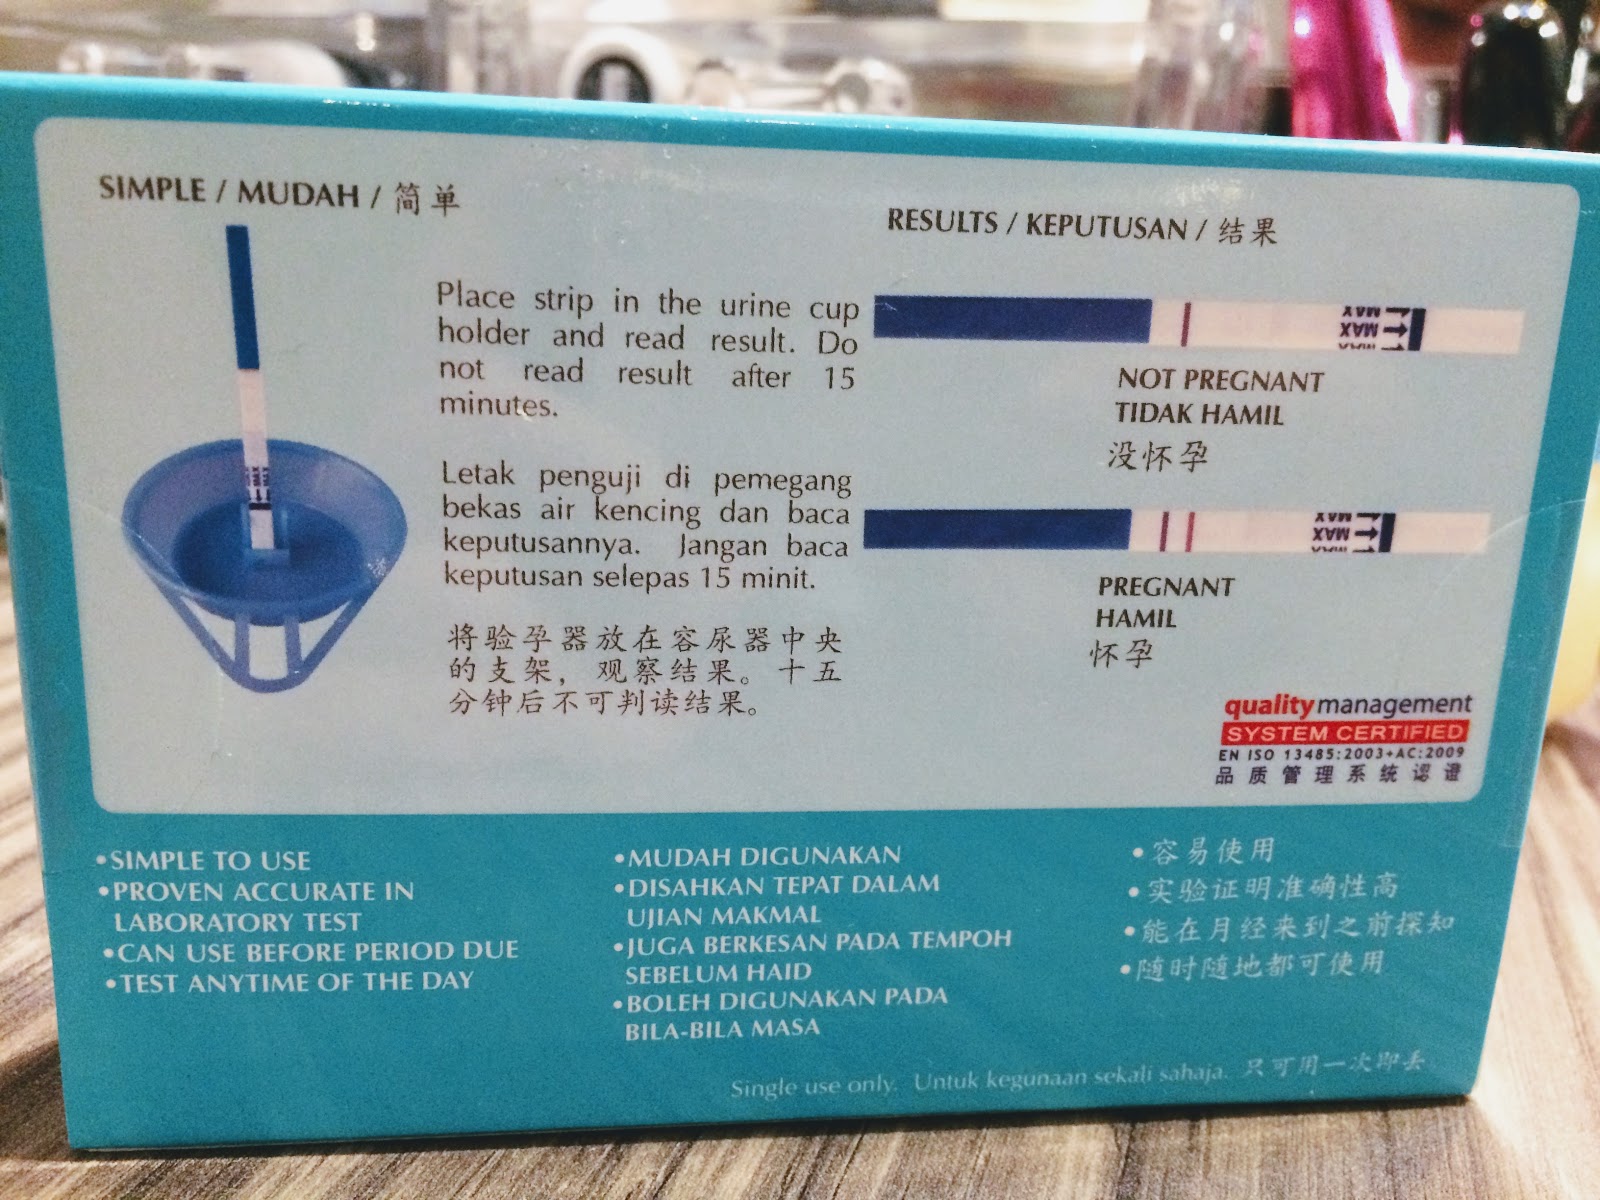 SIMPLE / MUDAH / 简单
Place strip in the urine cup
holder and read result. Do
not read result after 15
minutes.
Letak penguji di pemegang
bekas air kencing dan baca
keputusannya. Jangan baca
keputusan selepas 15 minit.
将验孕器放在容尿器中央
的支架，观察结果。十五
分钟后不可判读结果。
RESULTS / KEPUTUSAN / 结果
MAX
MAX
MAX
NOT PREGNANT
TIDAK HAMIL
没怀孕
MAX
MAX
MAX
PREGNANT
HAMIL
怀孕
qualitymanagement
SYSTEM CERTIFIED
EN ISO 13485:2003+AC:2009
品质管理系统认證
•SIMPLE TO USE
•PROVEN ACCURATE IN
LABORATORY TEST
•CAN USE BEFORE PERIOD DUE
•TEST ANYTIME OF THE DAY
•MUDAH DIGUNAKAN
•DISAHKAN TEPAT DALAM
UJIAN MAKMAL
•JUGA BERKESAN PADA TEMPOH
SEBELUM HAID
•BOLEH DIGUNAKAN PADA
BILA-BILA MASA
•容易使用
•实验证明准确性高
•能在月经来到之前探知
•随时随地都可使用
Single use only. Untuk kegunaan sekali sahaja. 只可用一次即丢